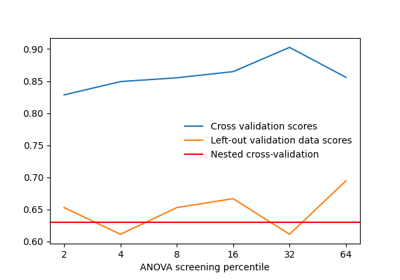 0.90
0.85
0.80
0.75
0.70
0.65
0.60
Cross validation scores
Left-out validation data scores
Nested cross-validation
2 4 8 16 32 64
ANOVA screening percentile